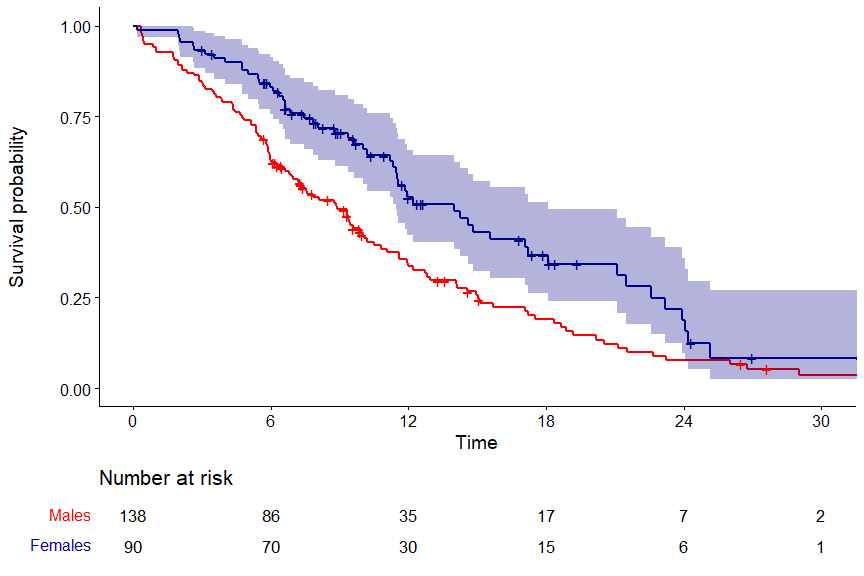 Survival probability
1.00
0.75
0.50
0.25
0.00
0 6 12 18 24 30
Time
Number at risk
Males 138 86 35 17 7 2
Females 90 70 30 15 6 1